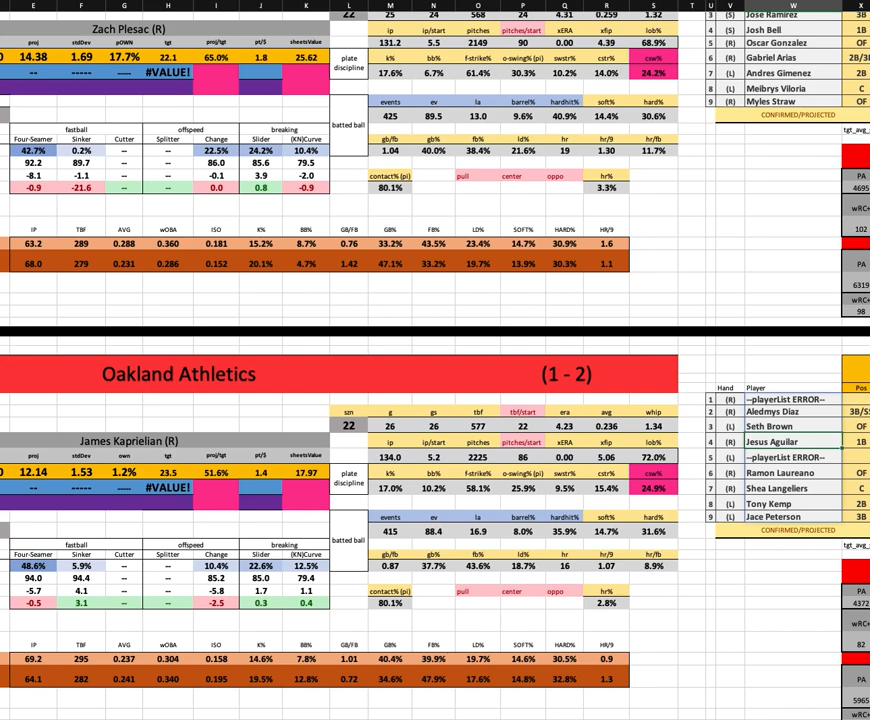 E F G H I J K L M N O P Q R S T U V W X
22 25 24 568 24 4.31 0.259 1.32 3 (S) Jose Ramirez 3B
Zach Plesac (R) ip ip/start pitches pitches/start xERA xfip lob% 4 (S) Josh Bell 1B
proj stdDev pOWN tgt proj/tgt pt/$ sheetsValue 131.2 5.5 2149 90 0.00 4.39 68.9% 5 (R) Oscar Gonzalez OF
14.38 1.69 17.7% 22.1 65.0% 1.8 25.62 plate discipline k% bb% f-strike% o-swing% (pi) swstr% cstr% csw% 6 (R) Gabriel Arias
-- ----- ----- #VALUE! 17.6% 6.7% 61.4% 30.3% 10.2% 14.0% 24.2% 7 (R) Andres Gimenez 2B
8 (L) Meibrys Viloria C
batted ball events ev la barrel% hardhit% soft% hard% 9 (R) Myles Straw OF
425 89.5 13.0 9.6% 40.9% 14.4% 30.6% CONFIRMED/PROJECTED
fastball offspeed breaking
Four-Seamer Sinker Cutter Splitter Change Slider (KN)Curve gb/fb gb% fb% ld% hr hr/9 hr/fb
42.7% 0.2% -- -- 22.5% 24.2% 10.4% 1.04 40.0% 38.4% 21.6% 19 1.30 11.7%
92.2 89.7 -- -- 86.0 85.6 79.5
-8.1 -1.1 -- -- -0.1 3.9 -2.0 contact% (pi) pull center oppo hr% PA
-0.9 -21.6 -- -- 0.0 0.8 -0.9 80.1% 3.3% 4695
wRC+
IP TBF AVG wOBA ISO K% BB% GB/FB GB% FB% LD% SOFT% HARD% HR/9 102
63.2 289 0.288 0.360 0.181 15.2% 8.7% 0.76 33.2% 43.5% 23.4% 14.7% 30.9% 1.6
68.0 279 0.231 0.286 0.152 20.1% 4.7% 1.42 47.1% 33.2% 19.7% 13.9% 30.3% 1.1 PA
6319
wRC+
98
Oakland Athletics (1 - 2)
Hand Player Pos
1 (R) --playerList ERROR--
szn g gs tbf tbf/start era avg whip 2 (R) Aledmys Diaz
22 26 26 577 22 4.23 0.236 1.34 3 (L) Seth Brown OF
James Kaprielian (R) ip ip/start pitches pitches/start xERA xfip lob% 4 (R) Jesus Aguilar 1B
proj stdDev own tgt proj/tgt pt/$ sheetsValue 134.0 5.2 2225 86 0.00 5.06 72.0% 5 (L) --playerList ERROR--
12.14 1.53 1.2% 23.5 51.6% 1.4 17.97 plate discipline k% bb% f-strike% o-swing% (pi) swstr% cstr% csw% 6 (R) Ramon Laureano OF
-- ----- ----- #VALUE! 17.0% 10.2% 58.1% 25.9% 9.5% 15.4% 24.9% 7 (R) Shea Langeliers C
8 (L) Tony Kemp 2B
batted ball events ev la barrel% hardhit% soft% hard% 9 (L) Jace Peterson 3B
415 88.4 16.9 8.0% 35.9% 14.7% 31.6% CONFIRMED/PROJECTED
fastball offspeed breaking
Four-Seamer Sinker Cutter Splitter Change Slider (KN)Curve gb/fb gb% fb% ld% hr hr/9 hr/fb
48.6% 5.9% -- -- 10.4% 22.6% 12.5% 0.87 37.7% 43.6% 18.7% 16 1.07 8.9%
94.0 94.4 -- -- 85.2 85.0 79.4
-5.7 4.1 -- -- -5.8 1.7 1.1 contact% (pi) pull center oppo hr% PA
-0.5 3.1 -- -- -2.5 0.3 0.4 80.1% 2.8% 4372
wRC+
IP TBF AVG wOBA ISO K% BB% GB/FB GB% FB% LD% SOFT% HARD% HR/9 82
69.2 295 0.237 0.304 0.158 14.6% 7.8% 1.01 40.4% 39.9% 19.7% 14.6% 30.5% 0.9
64.1 282 0.241 0.340 0.195 19.5% 12.8% 0.72 34.6% 47.9% 17.6% 14.8% 32.8% 1.3 PA
5965
wRC+